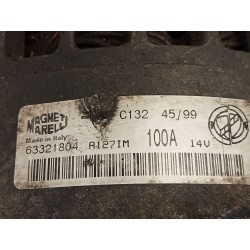 MAGNETI
MARELLI
C132 45/99
Made in Italy
100A 14V
63321804 A127IM